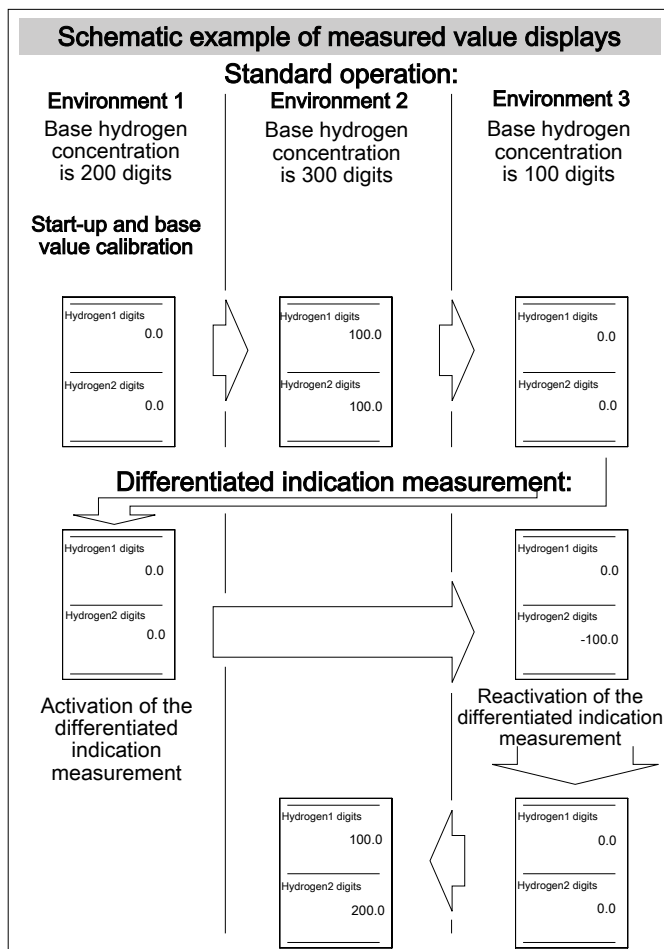 Schematic example of measured value displays
Standard operation:
Environment 1
Base hydrogen
concentration
is 200 digits
Environment 2
Base hydrogen
concentration
is 300 digits
Environment 3
Base hydrogen
concentration
is 100 digits
Start-up and base
value calibration
Hydrogen1 digits
0.0
Hydrogen2 digits
0.0
Hydrogen1 digits
100.0
Hydrogen2 digits
100.0
Hydrogen1 digits
0.0
Hydrogen2 digits
0.0
Differentiated indication measurement:
Hydrogen1 digits
0.0
Hydrogen2 digits
0.0
Hydrogen1 digits
0.0
Hydrogen2 digits
-100.0
Activation of the
differentiated
indication
measurement
Reactivation of the
differentiated indication
measurement
Hydrogen1 digits
100.0
Hydrogen2 digits
200.0
Hydrogen1 digits
0.0
Hydrogen2 digits
0.0